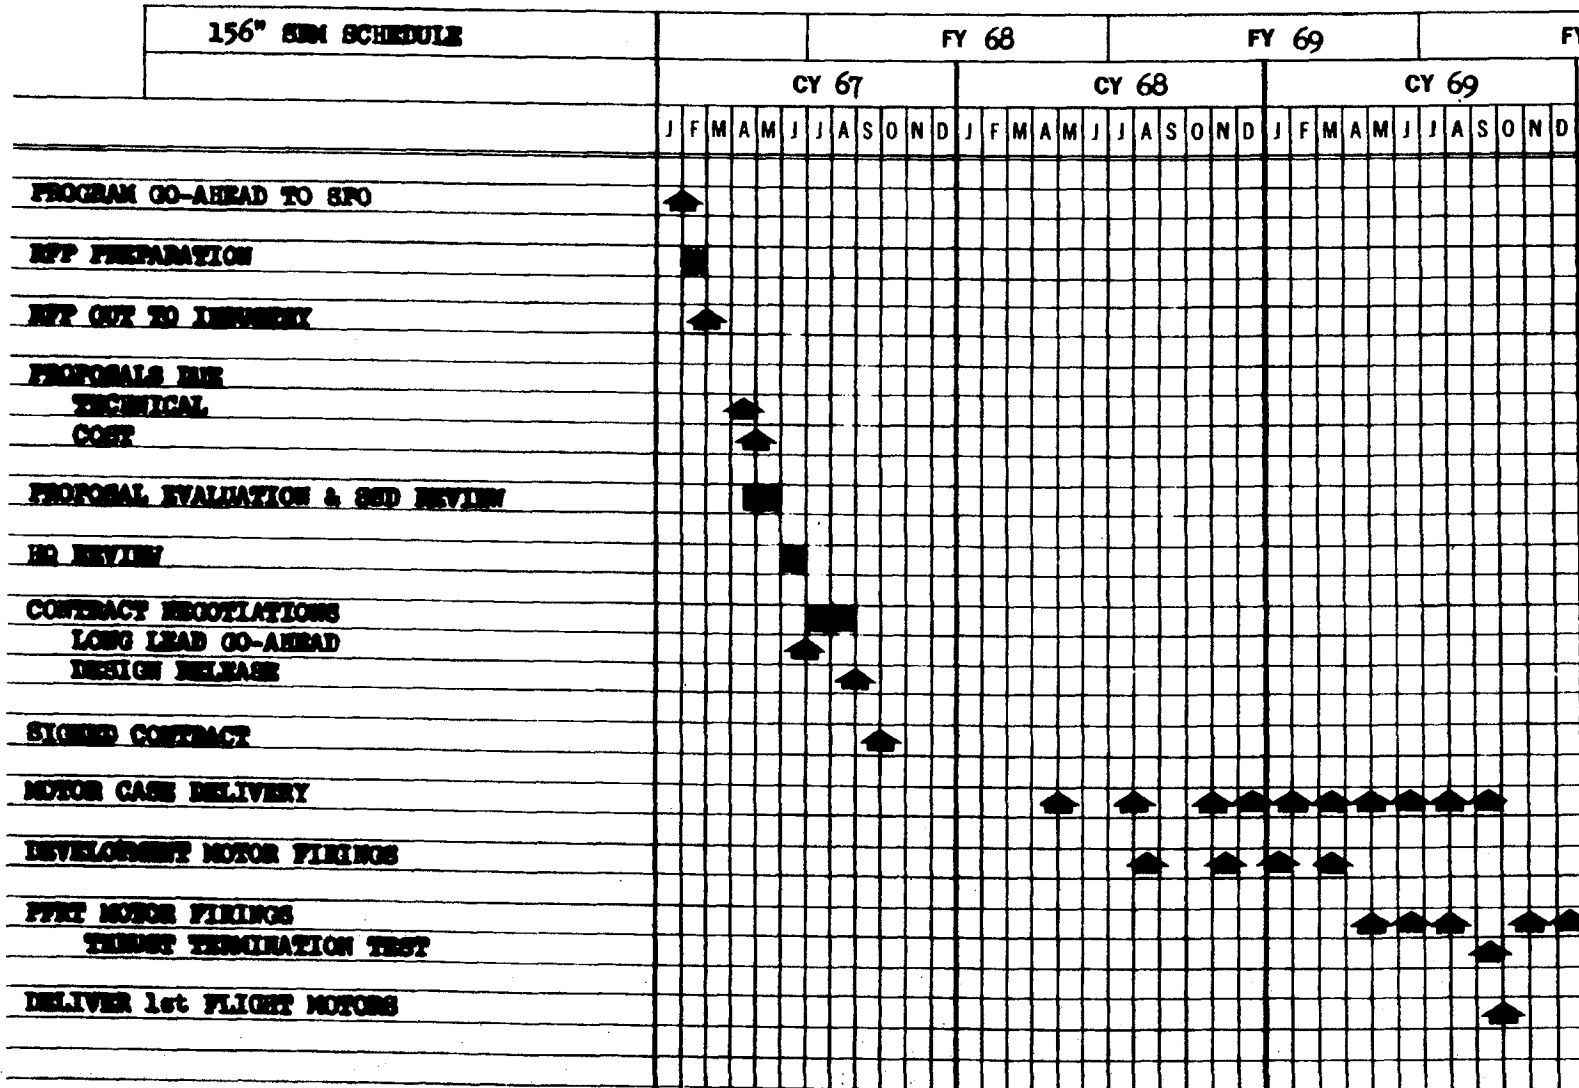 156" SRM SCHEDULE
FY 68 FY 69 FY
CY 67 CY 68 CY 69
J F M A M J J A S O N D J F M A M J J A S O N D J F M A M J J A S O N D
PROGRAM GO-AHEAD TO SPO
RFP PREPARATION
RFP OUT TO INDUSTRY
PROPOSALS DUE
TECHNICAL
COST
PROPOSAL EVALUATION & SSD REVIEW
HQ REVIEW
CONTRACT NEGOTIATIONS
LONG LEAD GO-AHEAD
DESIGN RELEASE
SIGNED CONTRACT
MOTOR CASE DELIVERY
DEVELOPMENT MOTOR FIRINGS
PFRT MOTOR FIRINGS
THRUST TERMINATION TEST
DELIVER 1st FLIGHT MOTORS